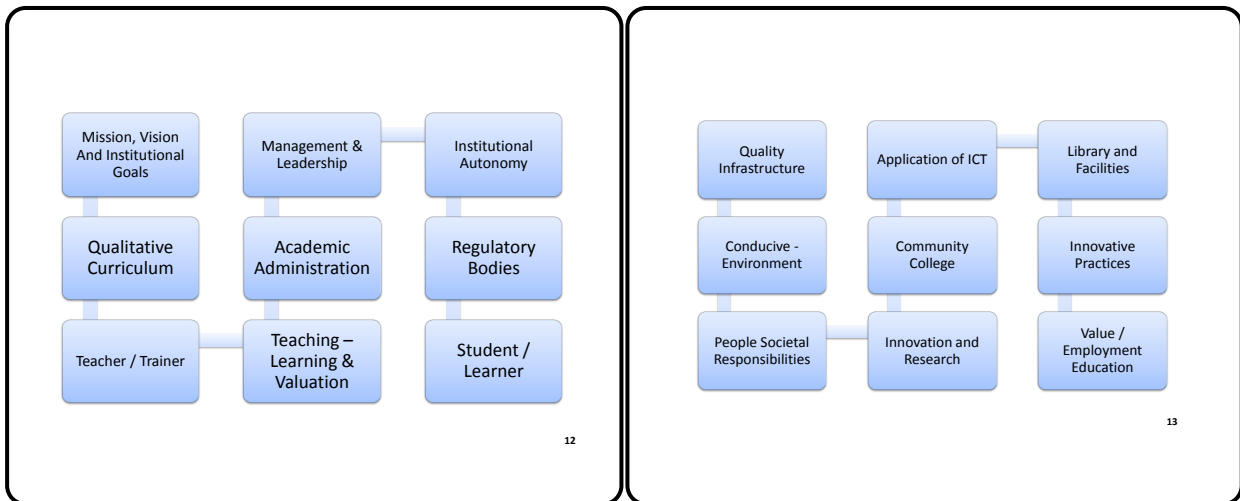 Mission, Vision
And Institutional
Goals
Management &
Leadership
Institutional
Autonomy
Qualitative
Curriculum
Academic
Administration
Regulatory
Bodies
Teacher / Trainer
Teaching –
Learning &
Valuation
Student /
Learner
12
Quality
Infrastructure
Application of ICT
Library and
Facilities
Conducive -
Environment
Community
College
Innovative
Practices
People Societal
Responsibilities
Innovation and
Research
Value /
Employment
Education
13